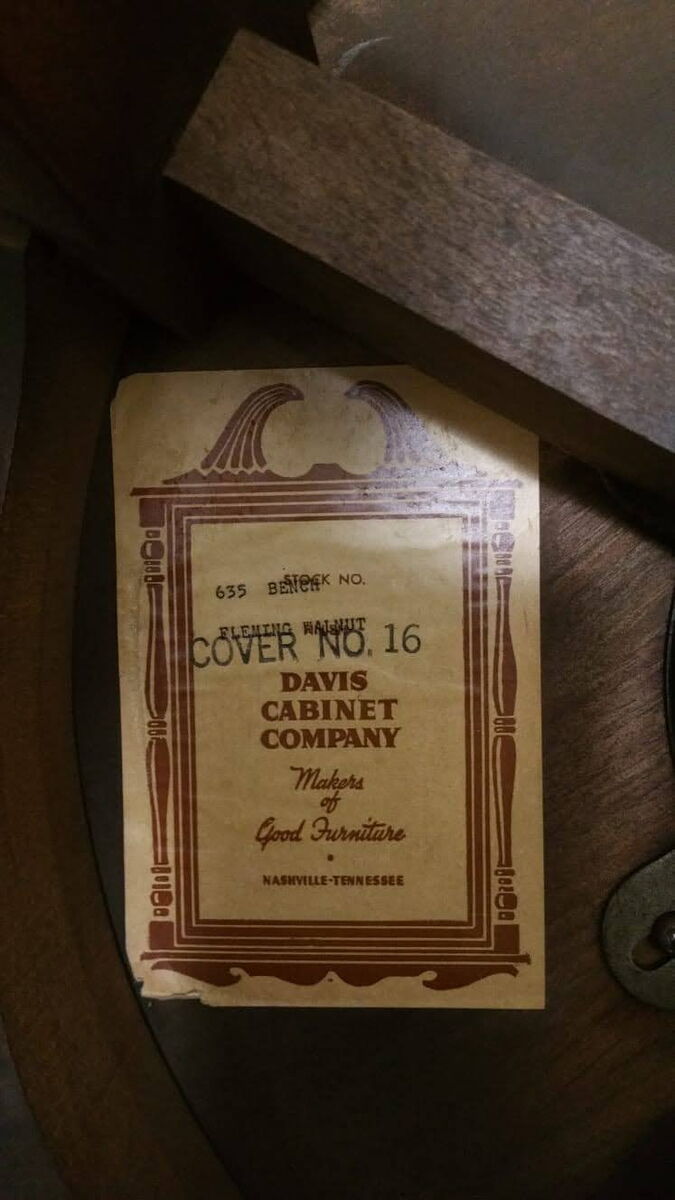 STOCK NO.
635 BENCH
FLEMING WALNUT
COVER NO. 16
DAVIS
CABINET
COMPANY
Makers
of
Good Furniture
NASHVILLE-TENNESSEE